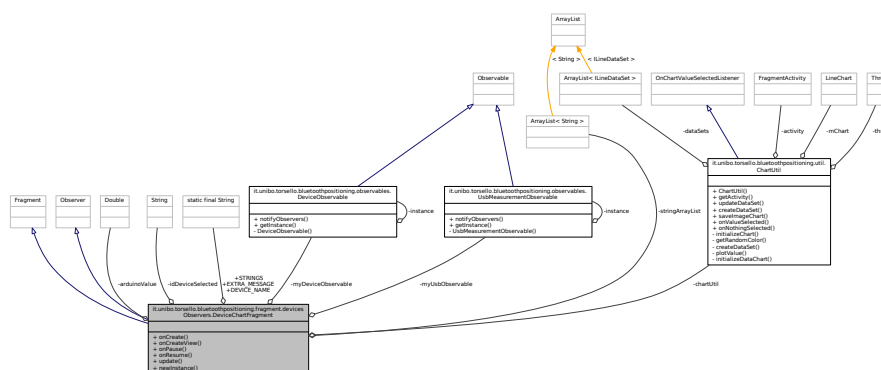 ArrayList
< String >
< ILineDataSet >
Observable
ArrayList< ILineDataSet >
OnChartValueSelectedListener
FragmentActivity
LineChart
ArrayList< String >
-dataSets
-activity
-mChart
it.unibo.torsello.bluetoothpositioning.util.
ChartUtil
+ ChartUtil()
+ getActivity()
+ updateDataSet()
+ createDataSet()
+ saveImageChart()
+ onValueSelected()
+ onNothingSelected()
- initializeChart()
- getRandomColor()
- createDataSet()
- plotValue()
- initializeDataChart()
it.unibo.torsello.bluetoothpositioning.observables.
DeviceObservable
+ notifyObservers()
+ getInstance()
- DeviceObservable()
-instance
it.unibo.torsello.bluetoothpositioning.observables.
UsbMeasurementObservable
+ notifyObservers()
+ getInstance()
- UsbMeasurementObservable()
-instance
Fragment
Observer
Double
String
static final String
-stringArrayList
-arduinoValue
-idDeviceSelected
+STRINGS
+EXTRA_MESSAGE
+DEVICE_NAME
-myDeviceObservable
-myUsbObservable
-chartUtil
it.unibo.torsello.bluetoothpositioning.fragment.devices
Observers.DeviceChartFragment
+ onCreate()
+ onCreateView()
+ onPause()
+ onResume()
+ update()
+ newInstance()